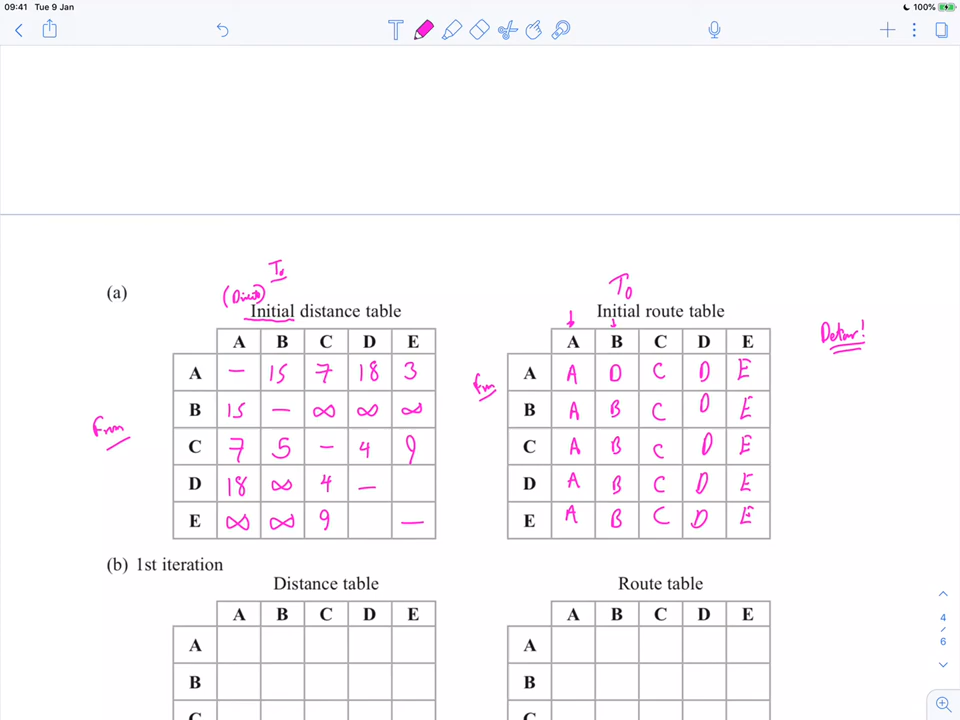 09:41 Tue 9 Jan 100%
(a)
To
(Direct)
Initial distance table
A B C D E
A - 15 7 18 3
B 15 - ∞ ∞ ∞
C 7 5 - 4 9
D 18 ∞ 4 -
E ∞ ∞ 9 -
From
To
Initial route table
A B C D E
A A D C D E
B A B C D E
C A B C D E
D A B C D E
E A B C D E
From
Detour!
(b) 1st iteration
Distance table
A B C D E
A
B
C
Route table
A B C D E
A
B
C
4
/
6